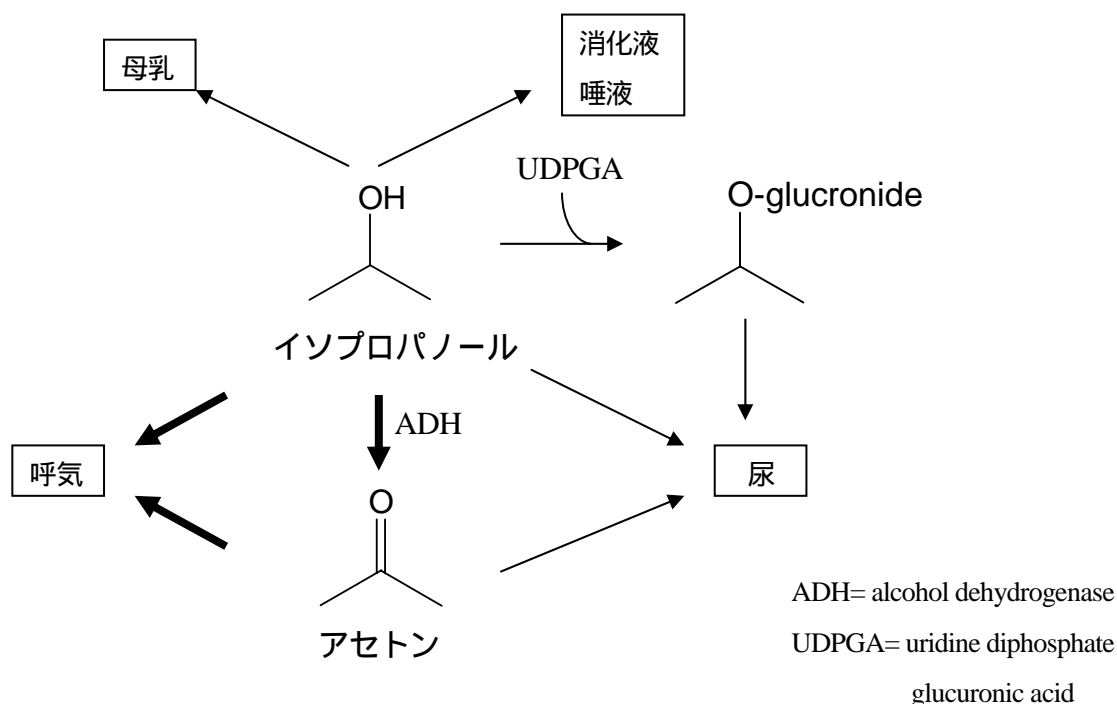 母乳
消化液
唾液
UDPGA
OH
O-glucronide
イソプロパノール
ADH
呼気
尿
O
アセトン
ADH= alcohol dehydrogenase
UDPGA= uridine diphosphate
glucuronic acid